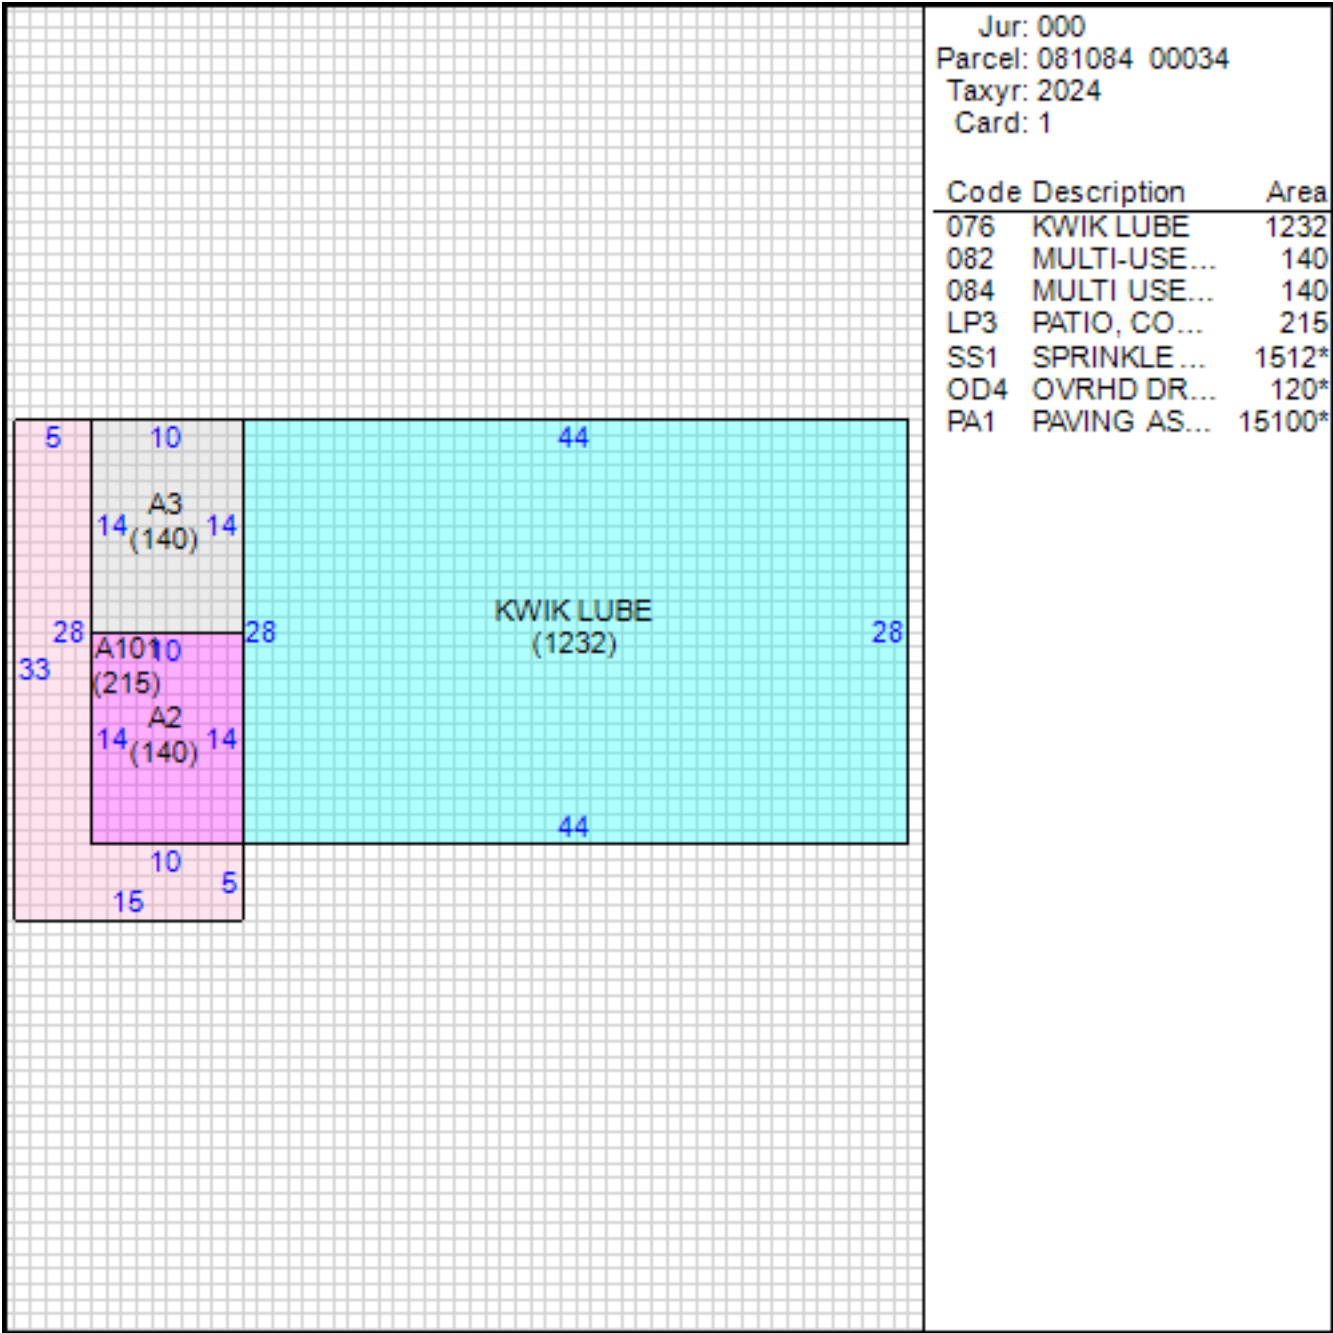 Jur: 000
Parcel: 081084 00034
Taxyr: 2024
Card: 1
Code Description Area
076 KWIK LUBE 1232
082 MULTI-USE... 140
084 MULTI USE... 140
LP3 PATIO, CO... 215
SS1 SPRINKLE... 1512*
OD4 OVRHD DR... 120*
PA1 PAVING AS... 15100*
5 10 44
A3
14 (140) 14
KWIK LUBE
(1232)
28 28 28
A101 10
33
(215)
A2
14 (140) 14
44
10
5
15